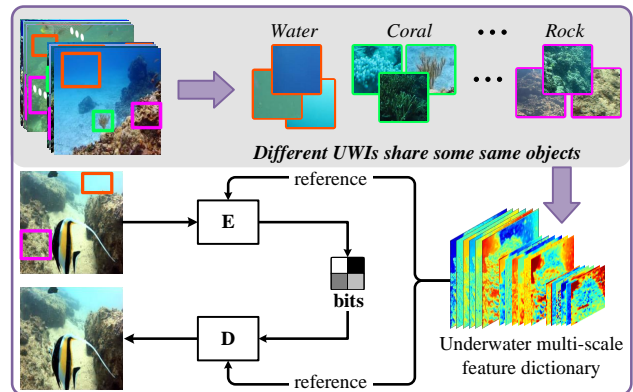 Water
Coral
Rock
Different UWIs share some same objects
reference
E
bits
D
reference
Underwater multi-scale
feature dictionary